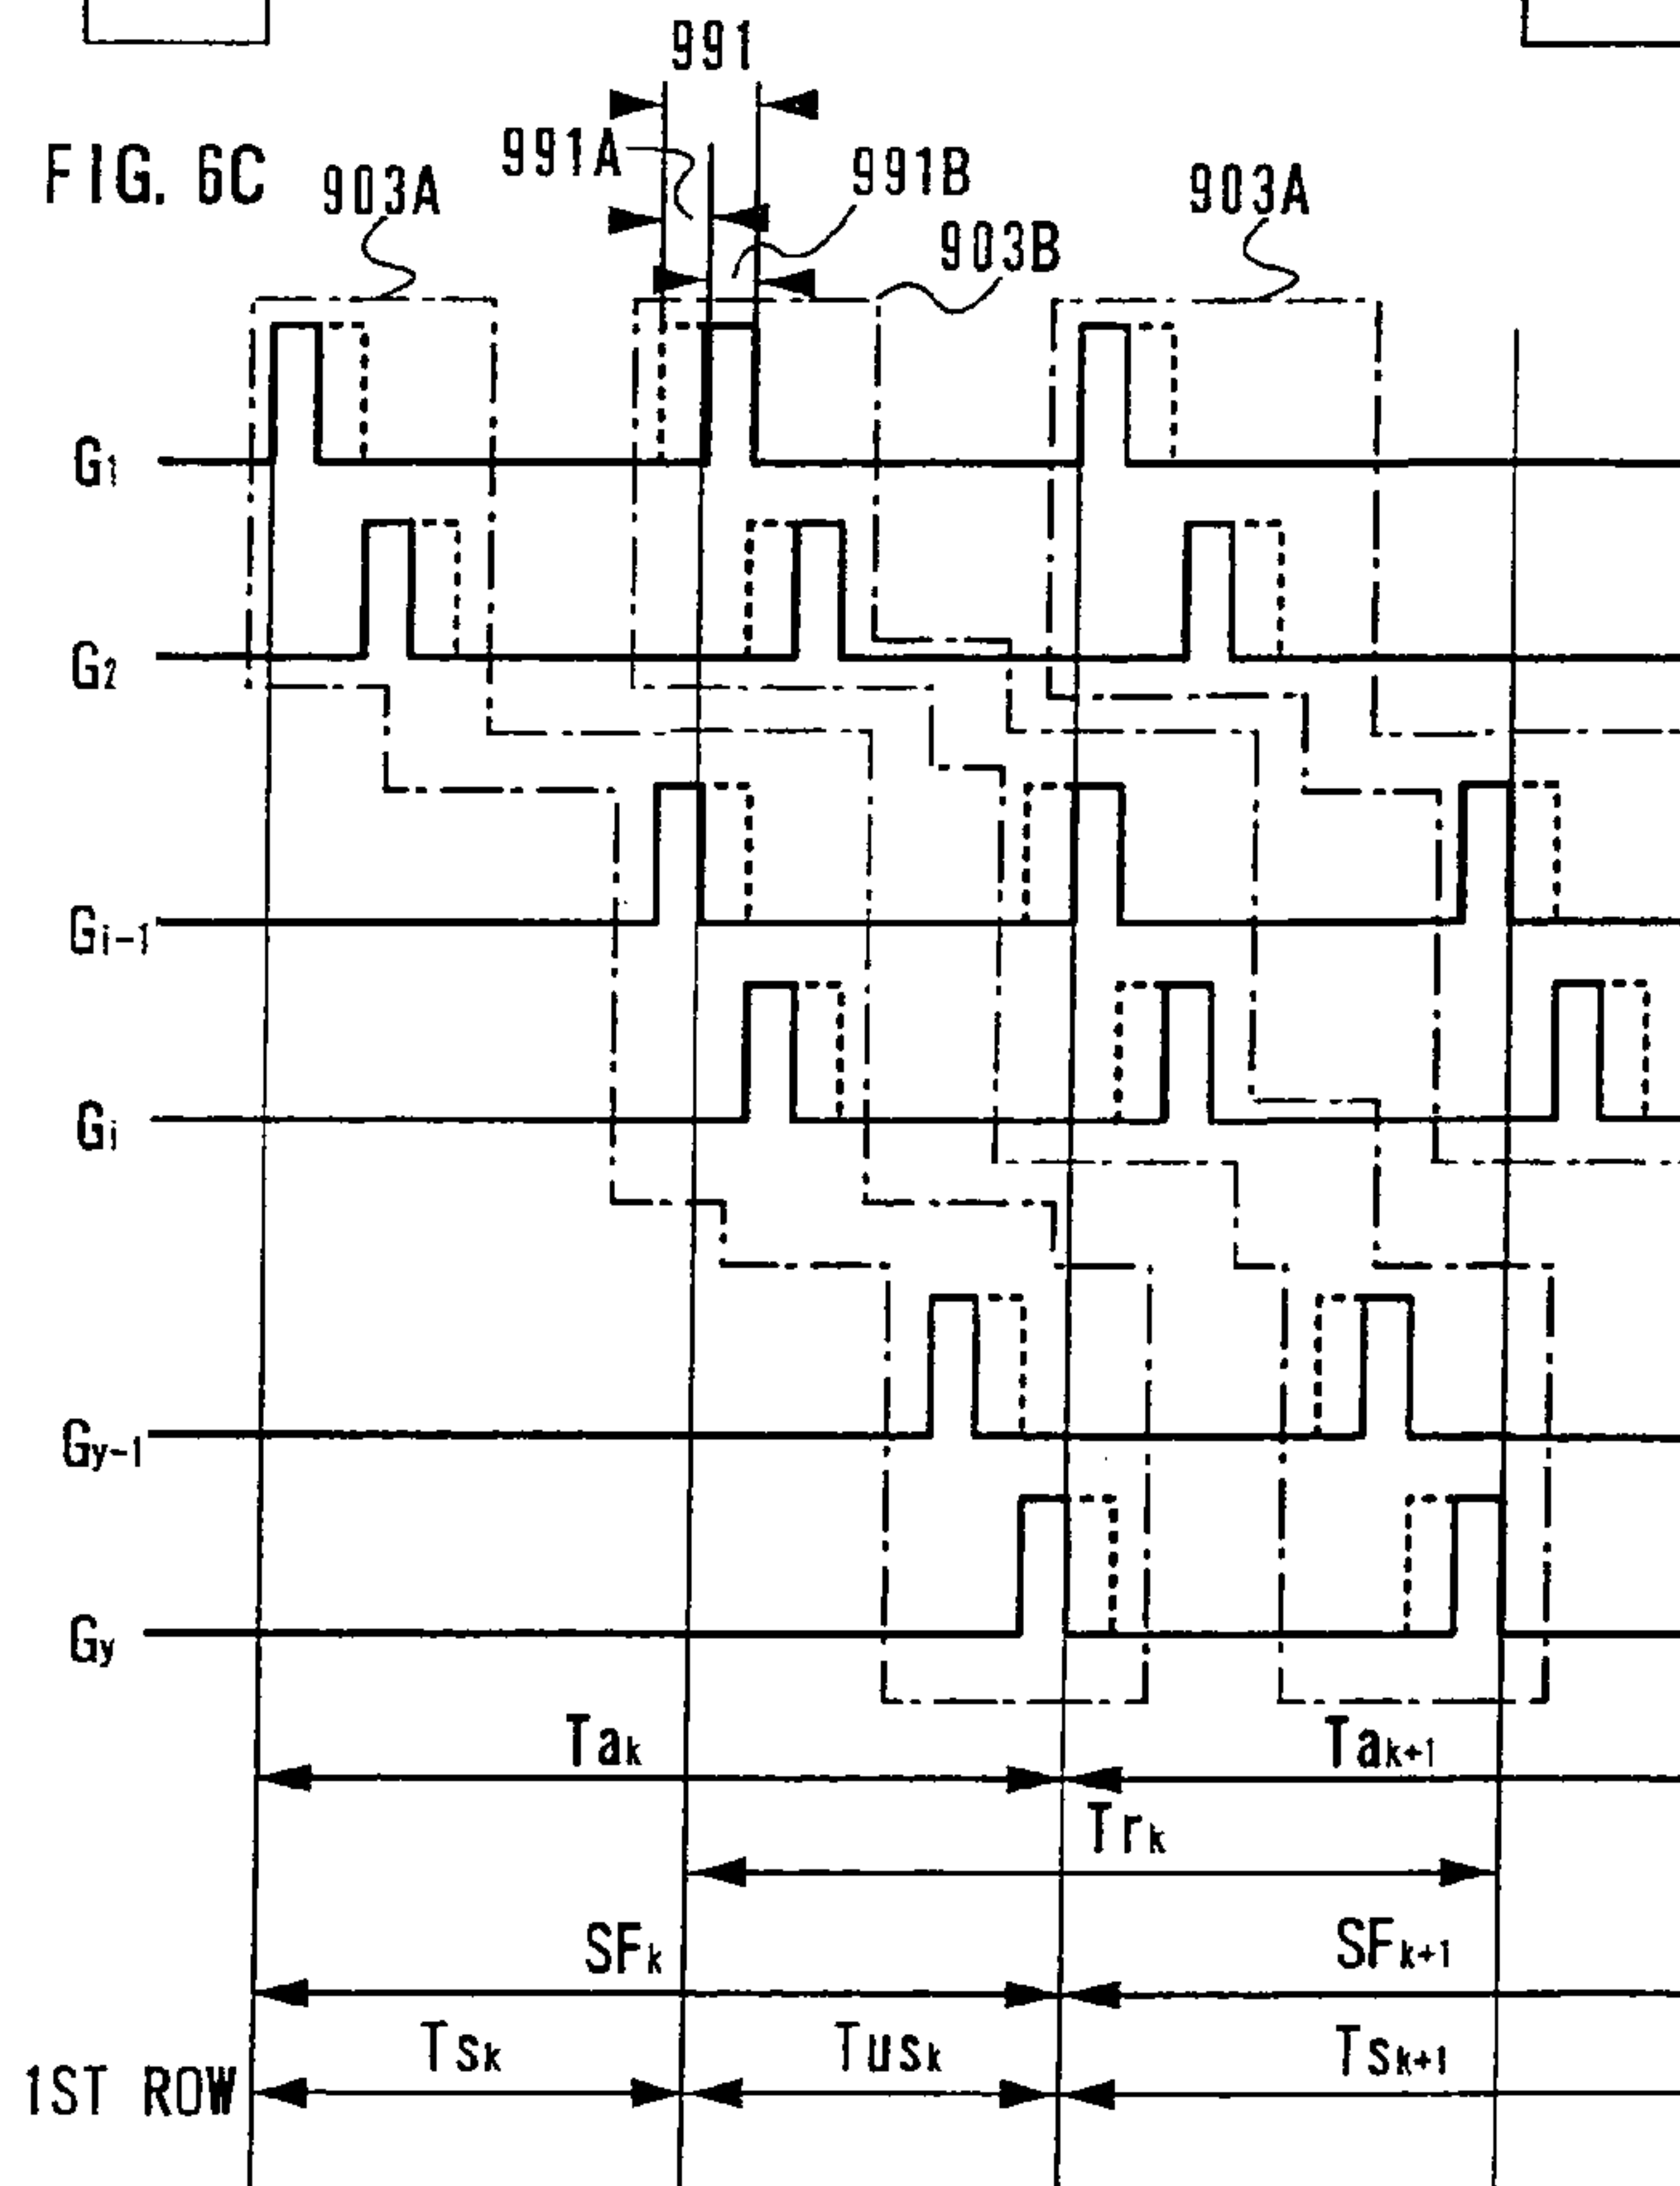 991
FIG. 6C
991A
991B
903A
903B
903A
G1
G2
Gi-1
Gi
Gy-1
Gy
Tak
Tak+1
Trk
SFk
SFk+1
Tsk
Tusk
Tsk+1
1ST ROW